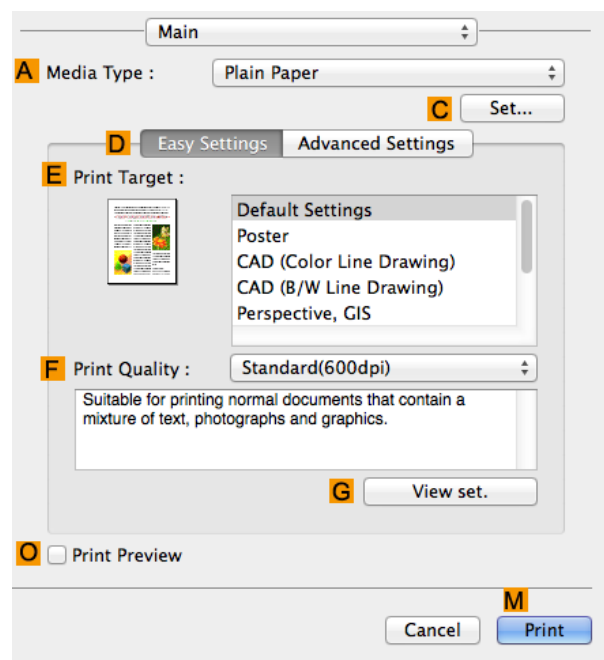 Main
A Media Type : Plain Paper
C Set...
D Easy Settings Advanced Settings
E Print Target :
Default Settings
Poster
CAD (Color Line Drawing)
CAD (B/W Line Drawing)
Perspective, GIS
F Print Quality : Standard(600dpi)
Suitable for printing normal documents that contain a
mixture of text, photographs and graphics.
G View set.
O Print Preview
M
Cancel Print